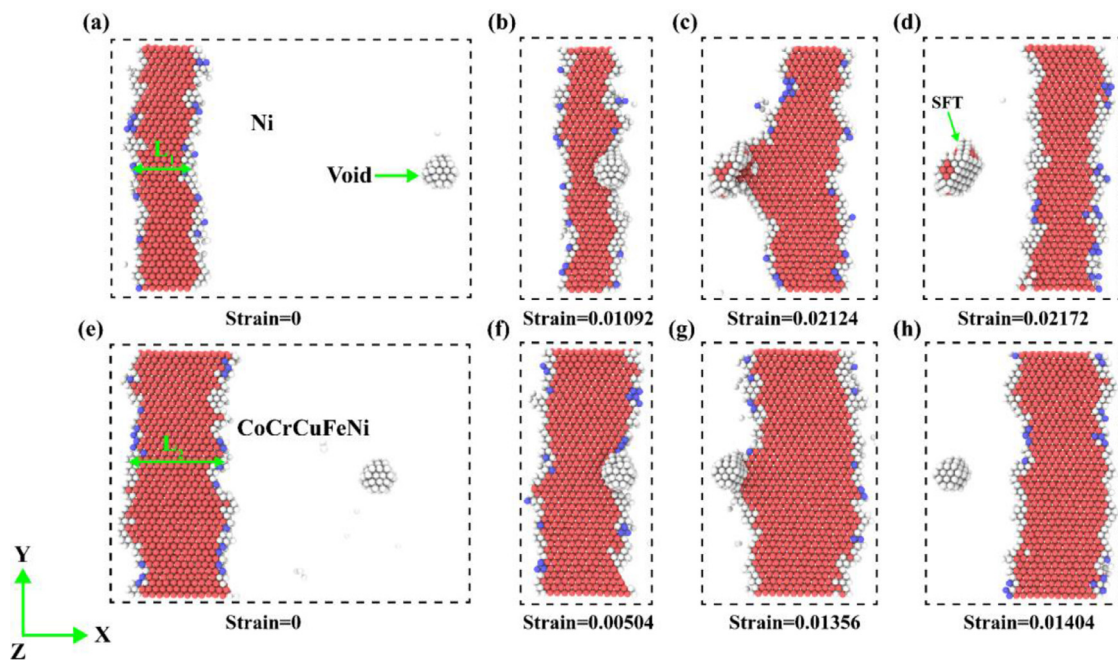 (a)
(b)
(c)
(d)
Ni
Void
SFT
L1
Strain=0
Strain=0.01092
Strain=0.02124
Strain=0.02172
(e)
(f)
(g)
(h)
CoCrCuFeNi
Y
Z
X
Strain=0
Strain=0.00504
Strain=0.01356
Strain=0.01404